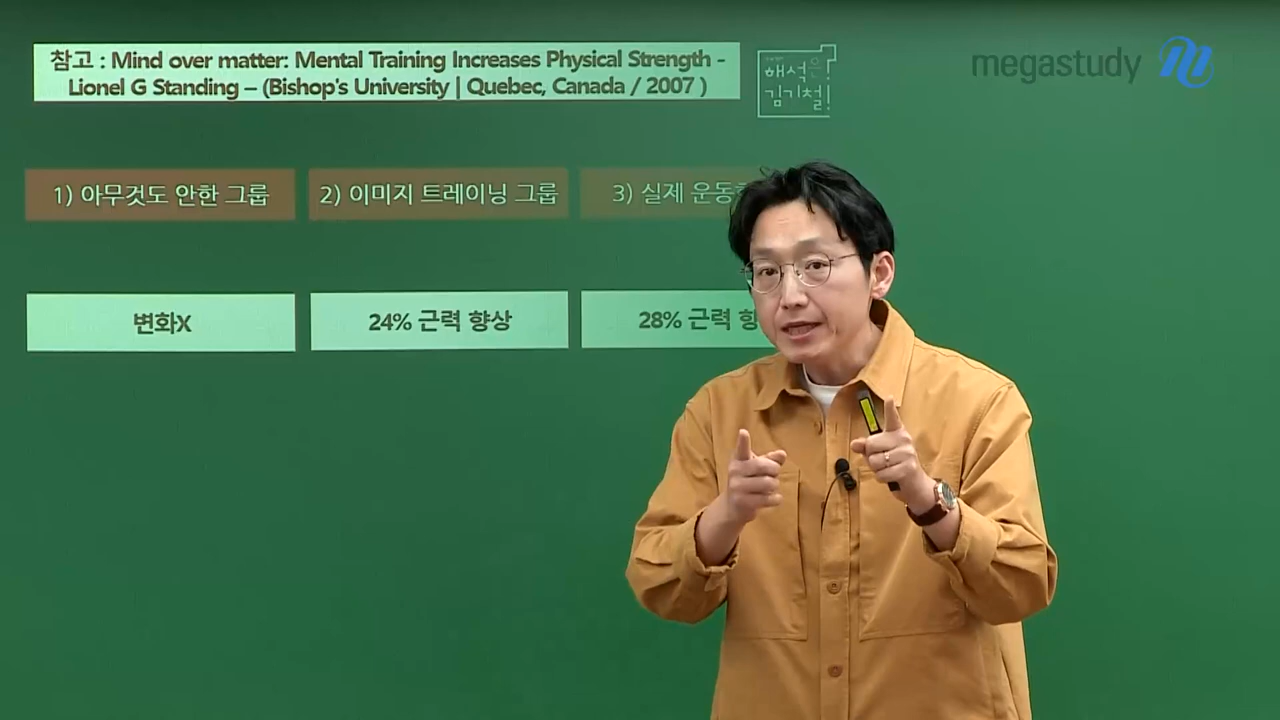 참고 : Mind over matter: Mental Training Increases Physical Strength -
Lionel G Standing – (Bishop's University | Quebec, Canada / 2007 )
해석은?
김기철!
megastudy
1) 아무것도 안한 그룹
2) 이미지 트레이닝 그룹
3) 실제 운동
변화X
24% 근력 향상
28% 근력 향